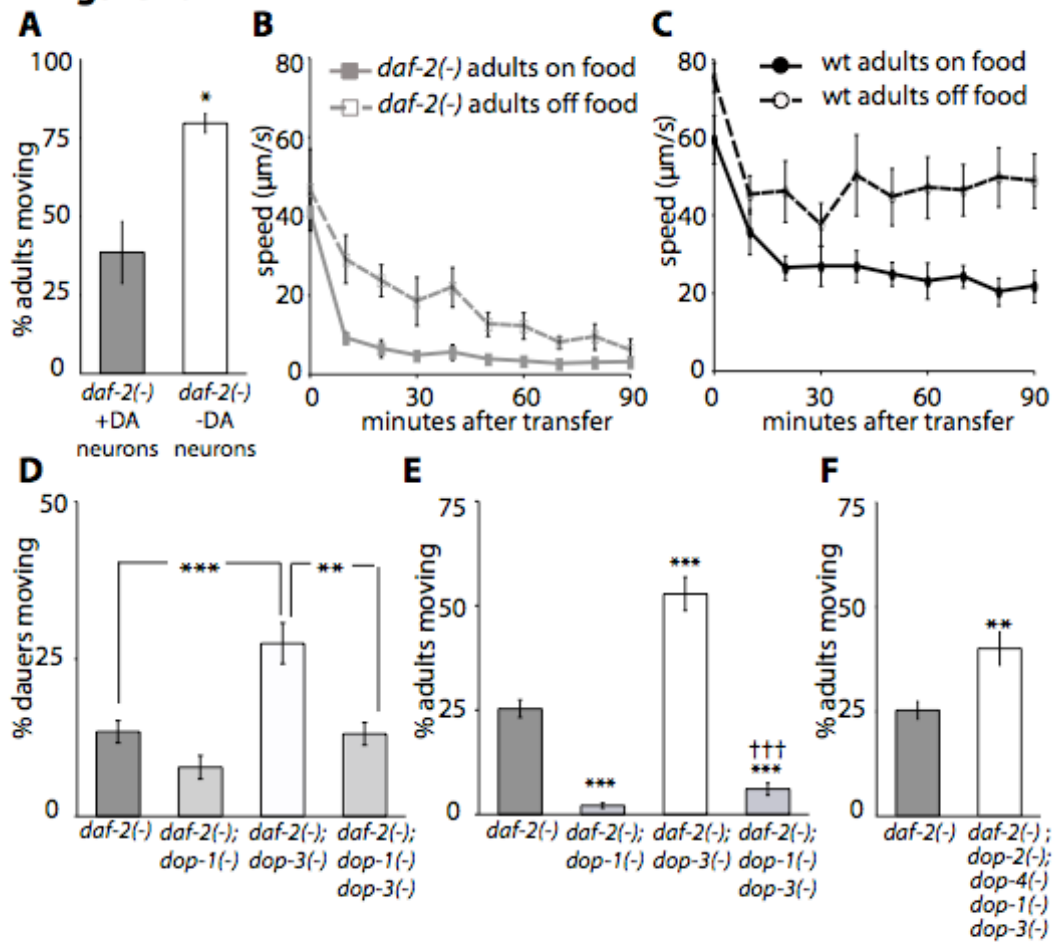 A
B
C
100
75
50
25
0
% adults moving
*
daf-2(-)
+DA
neurons
daf-2(-)
-DA
neurons
daf-2(-) adults on food
daf-2(-) adults off food
80
60
40
20
0
speed (µm/s)
0
30
60
90
minutes after transfer
wt adults on food
wt adults off food
80
60
40
20
0
speed (µm/s)
0
30
60
90
minutes after transfer
D
E
F
50
25
0
% dauers moving
***
**
daf-2(-)
daf-2(-);
dop-1(-)
daf-2(-);
dop-3(-)
daf-2(-);
dop-1(-)
dop-3(-)
75
50
25
0
% adults moving
***
***
†††
***
daf-2(-)
daf-2(-);
dop-1(-)
daf-2(-);
dop-3(-)
daf-2(-);
dop-1(-)
dop-3(-)
75
50
25
0
% adults moving
**
daf-2(-)
daf-2(-) ;
dop-2(-);
dop-4(-)
dop-1(-)
dop-3(-)